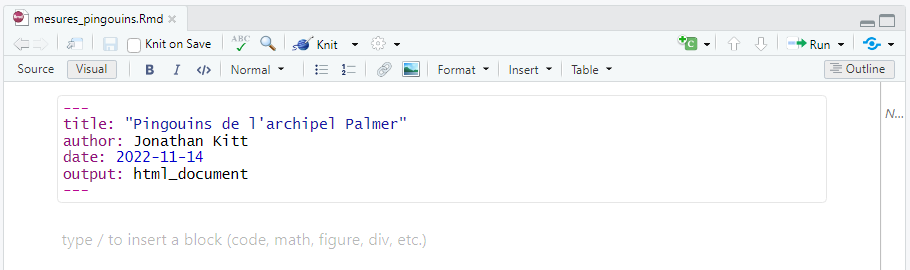 mesures_pingouins.Rmd
Knit on Save ABC Knit Run
Source Visual B I </> Normal Format Insert Table Outline
---
title: "Pingouins de l'archipel Palmer"
author: Jonathan Kitt
date: 2022-11-14
output: html_document
---
N...
type / to insert a block (code, math, figure, div, etc.)